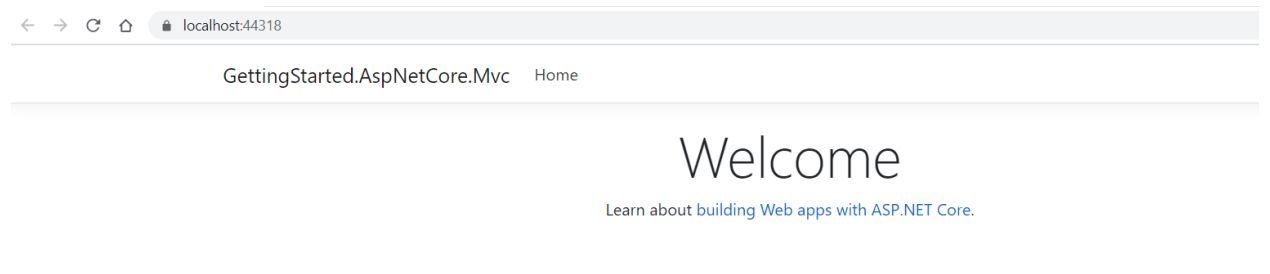 localhost:44318
GettingStarted.AspNetCore.Mvc Home
Welcome
Learn about building Web apps with ASP.NET Core.